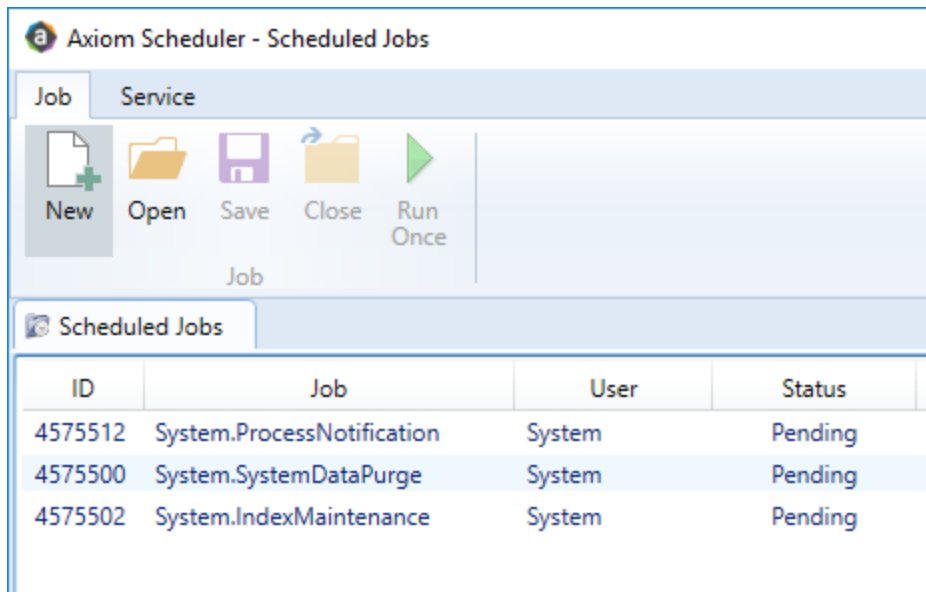 Axiom Scheduler - Scheduled Jobs
Job Service
New Open Save Close Run Once
Job
Scheduled Jobs
ID Job User Status
4575512 System.ProcessNotification System Pending
4575500 System.SystemDataPurge System Pending
4575502 System.IndexMaintenance System Pending